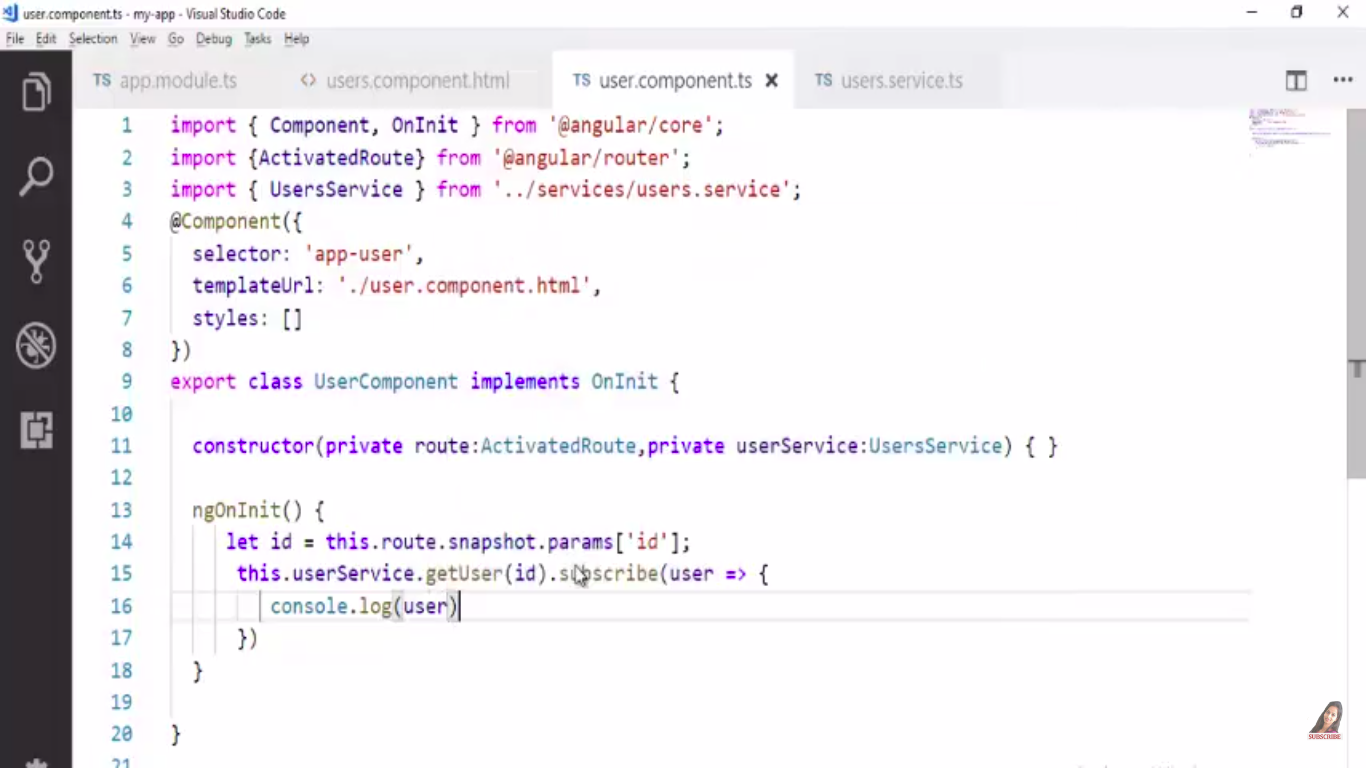 user.component.ts - my-app - Visual Studio Code
File Edit Selection View Go Debug Tasks Help
TS app.module.ts <> users.component.html TS user.component.ts × TS users.service.ts
1 import { Component, OnInit } from '@angular/core';
2 import {ActivatedRoute} from '@angular/router';
3 import { UsersService } from '../services/users.service';
4 @Component({
5 selector: 'app-user',
6 templateUrl: './user.component.html',
7 styles: []
8 })
9 export class UserComponent implements OnInit {
10
11 constructor(private route:ActivatedRoute,private userService:UsersService) { }
12
13 ngOnInit() {
14 let id = this.route.snapshot.params['id'];
15 this.userService.getUser(id).subscribe(user => {
16 console.log(user)
17 })
18 }
19
20 }
21
SUBSCRIBE